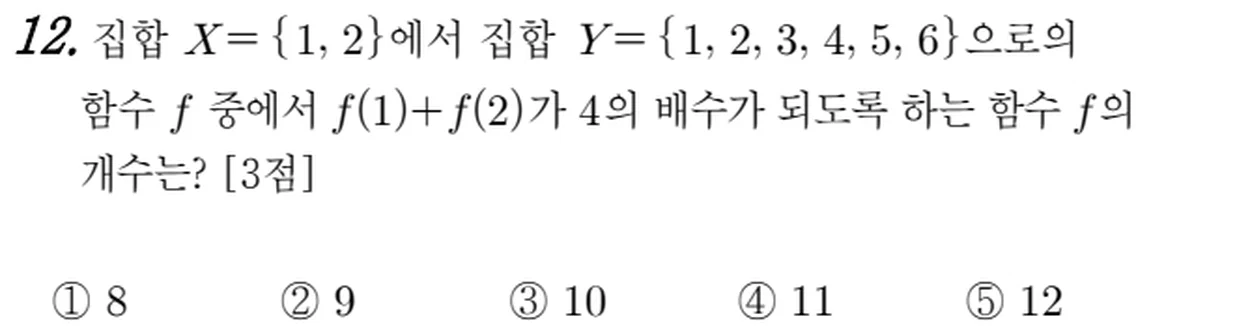 12. 집합 X={1, 2}에서 집합 Y={1, 2, 3, 4, 5, 6}으로의
함수 f 중에서 f(1)+f(2)가 4의 배수가 되도록 하는 함수 f의
개수는? [3점]
① 8 ② 9 ③ 10 ④ 11 ⑤ 12